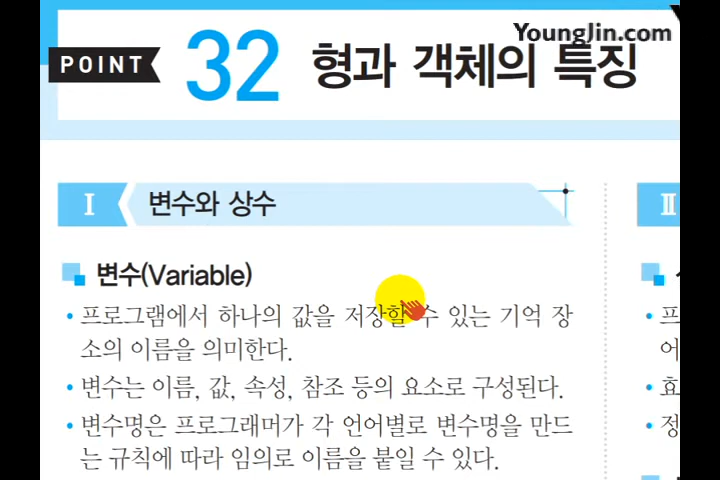 YoungJin.com
POINT 32 형과 객체의 특징
I 변수와 상수
변수(Variable)
• 프로그램에서 하나의 값을 저장할 수 있는 기억 장
소의 이름을 의미한다.
• 변수는 이름, 값, 속성, 참조 등의 요소로 구성된다.
• 변수명은 프로그래머가 각 언어별로 변수명을 만드
는 규칙에 따라 임의로 이름을 붙일 수 있다.
II
• 프
어
• 효
• 정